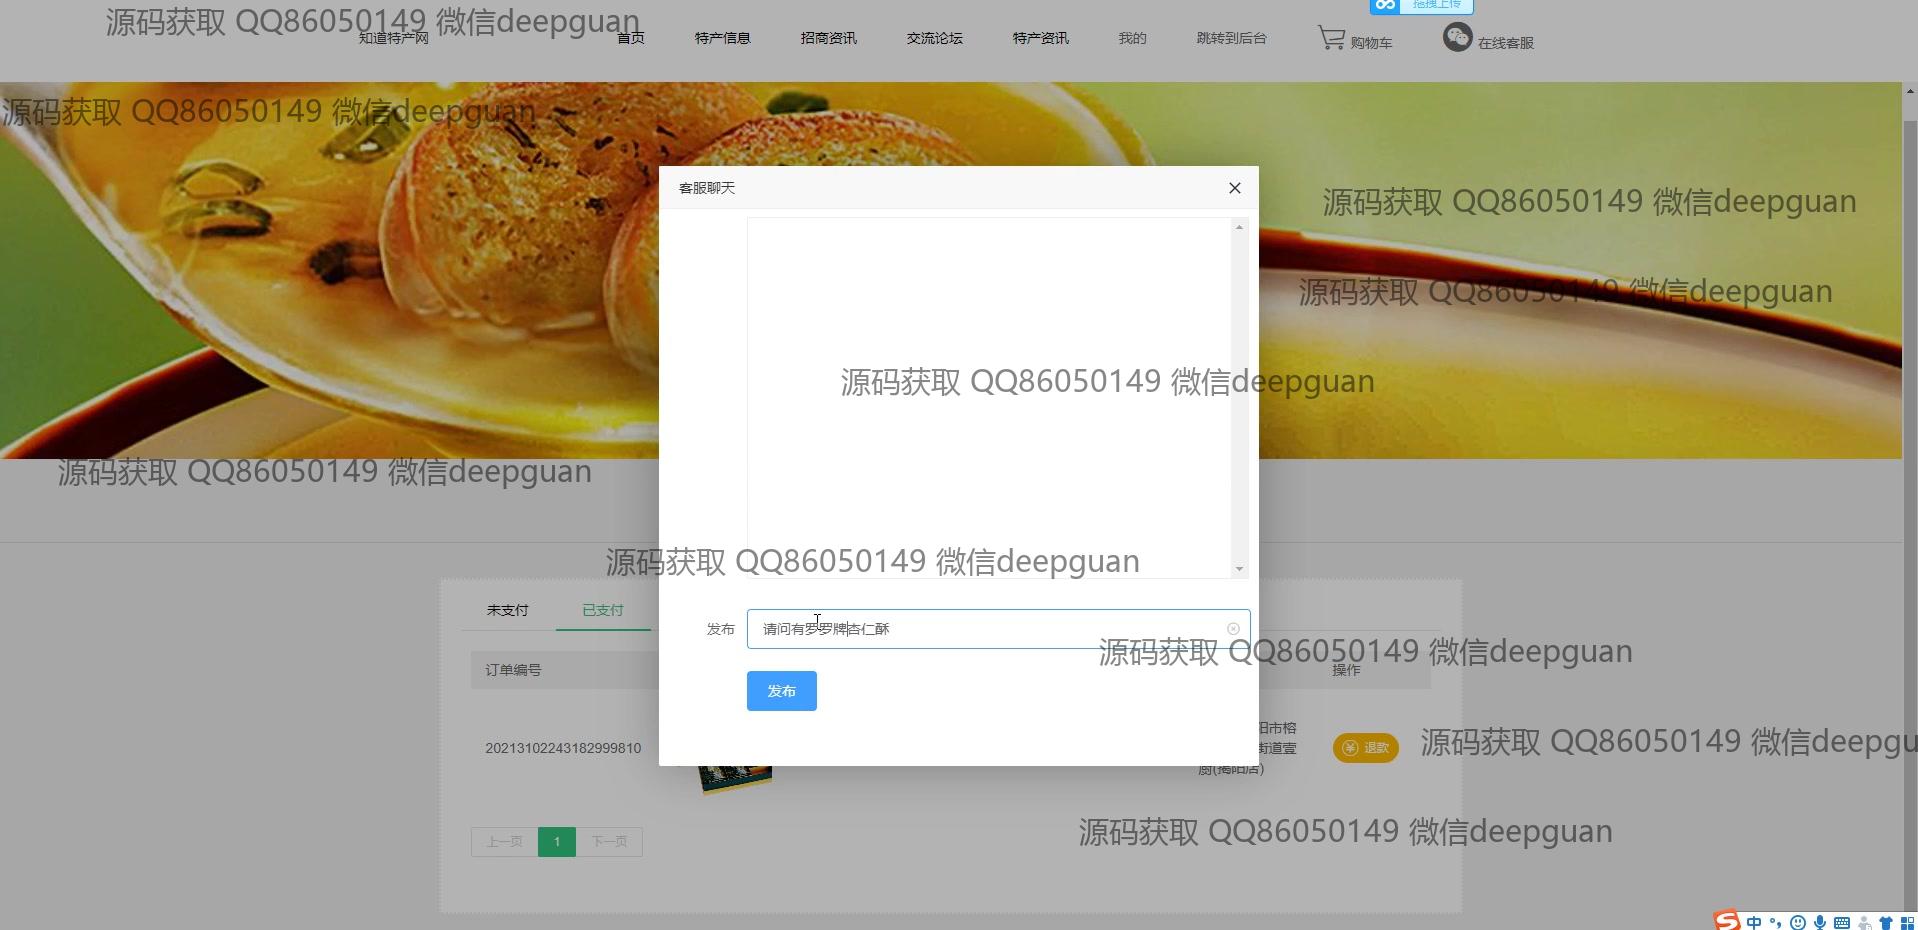 拖拽上传
源码获取 QQ86050149 微信deepguan
知道特产网 首页 特产信息 招商资讯 交流论坛 特产资讯 我的 跳转到后台 购物车 在线客服
源码获取 QQ86050149 微信deepguan
客服聊天
源码获取 QQ86050149 微信deepguan
源码获取 QQ86050149 微信deepguan
源码获取 QQ86050149 微信deepguan
源码获取 QQ86050149 微信deepguan
源码获取 QQ86050149 微信deepguan
未支付 已支付
发布 请问有罗罗牌杏仁酥
源码获取 QQ86050149 微信deepguan
订单编号 操作
发布
阳市榕
20213102243182999810 街道壹 退款
源码获取 QQ86050149 微信deepgu
厨(揭阳店)
源码获取 QQ86050149 微信deepguan
上一页 1 下一页
中